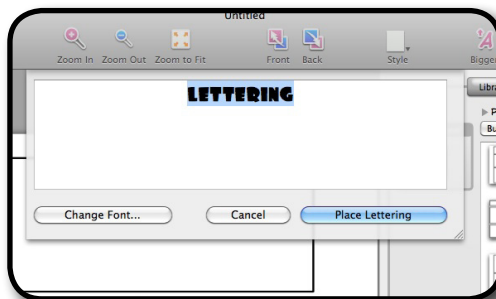 Untitled
Zoom In Zoom Out Zoom to Fit Front Back Style Bigger
Libra
LETTERING
Bu
Change Font... Cancel Place Lettering